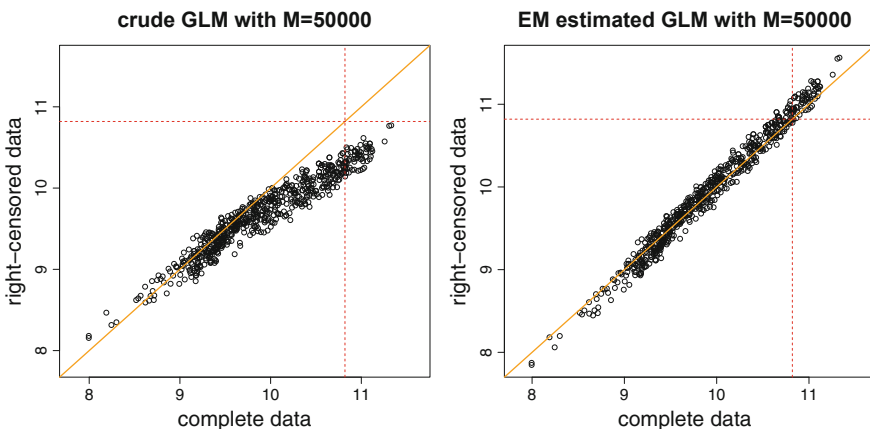 crude GLM with M=50000
right−censored data
8
9
10
11
8 9 10 11
complete data
EM estimated GLM with M=50000
right−censored data
8
9
10
11
8 9 10 11
complete data